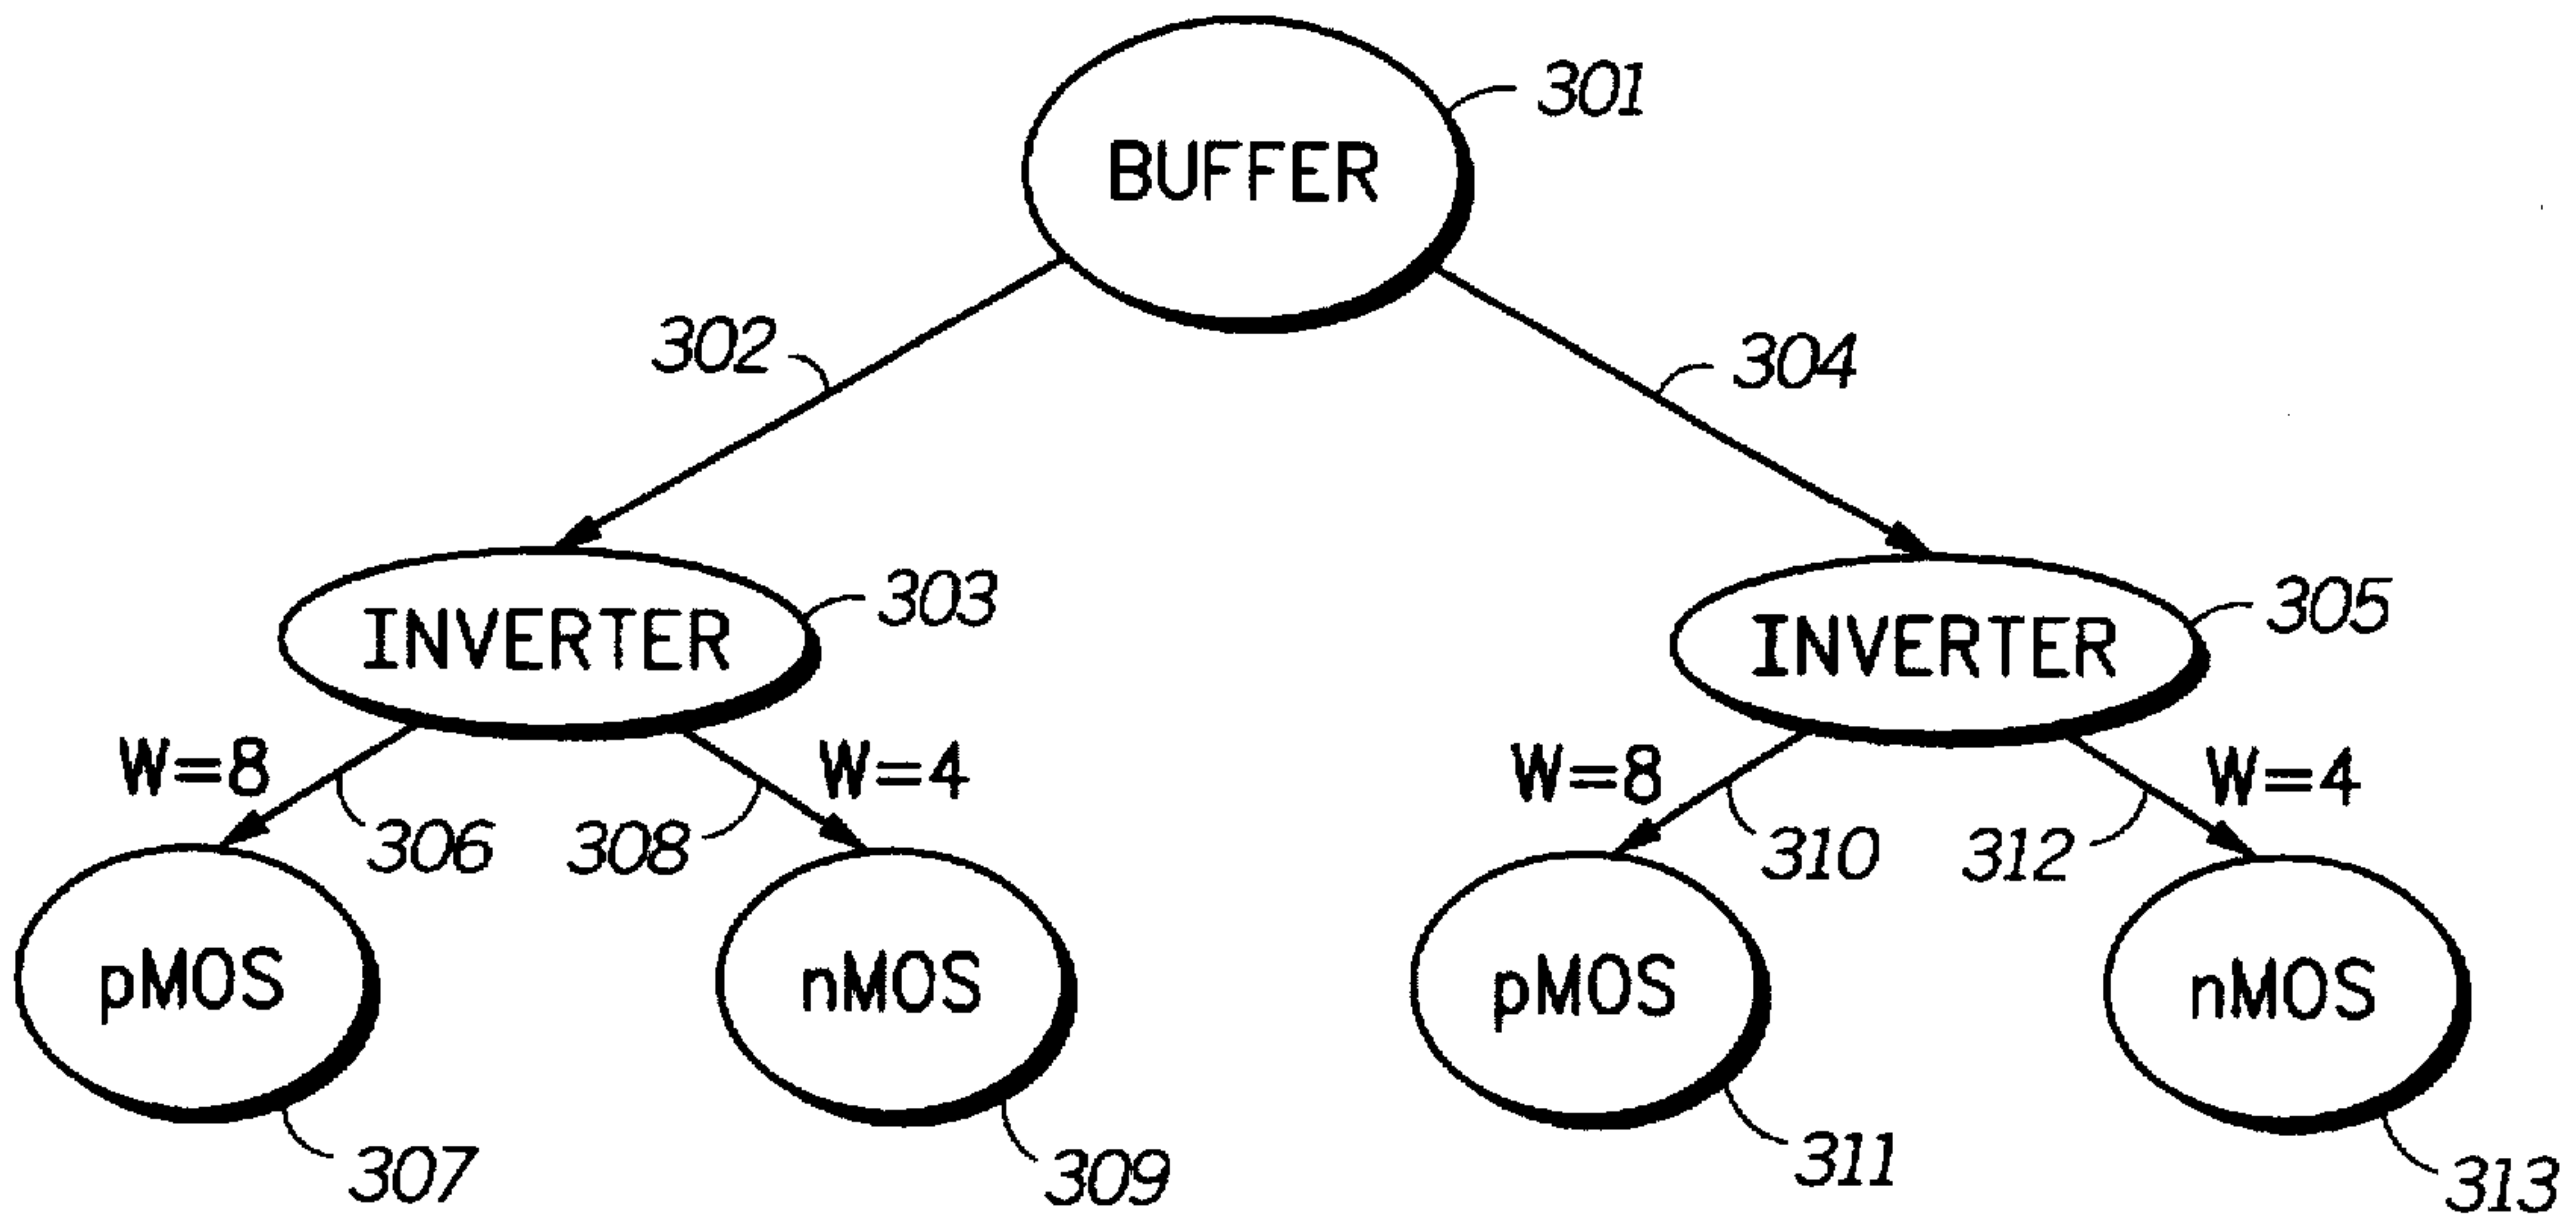 301
BUFFER
302
304
303
INVERTER
305
INVERTER
W=8
W=4
W=8
W=4
306
308
310
312
pMOS
nMOS
pMOS
nMOS
307
309
311
313